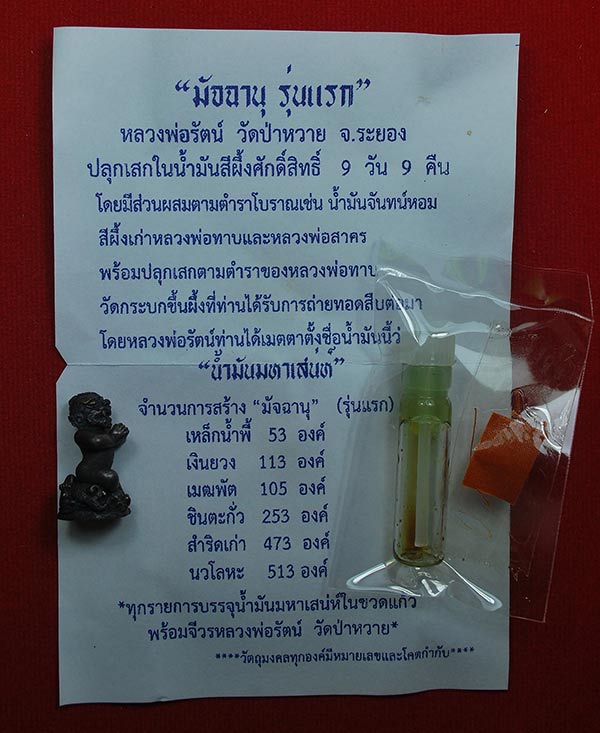 “มัจฉานุ รุ่นแรก”
หลวงพ่อรัตน์ วัดป่าหวาย จ.ระยอง
ปลุกเสกในน้ำมันสีผึ้งศักดิ์สิทธิ์ 9 วัน 9 คืน
โดยมีส่วนผสมตามตำราโบราณเช่น น้ำมันจันทน์หอม
สีผึ้งเก่าหลวงพ่อทาบและหลวงพ่อสาคร
พร้อมปลุกเสกตามตำราของหลวงพ่อทาบ
วัดกระบกขึ้นผึ้งที่ท่านได้รับการถ่ายทอดสืบต่อมา
โดยหลวงพ่อรัตน์ท่านได้เมตตาตั้งชื่อน้ำมันนี้ว่
“น้ำมันมหาเสน่ห์”
จำนวนการสร้าง “มัจฉานุ” (รุ่นแรก)
เหล็กน้ำพี้ 53 องค์
เงินยวง 113 องค์
เมฆพัต 105 องค์
ชินตะกั่ว 253 องค์
สำริดเก่า 473 องค์
นวโลหะ 513 องค์
*ทุกรายการบรรจุน้ำมันมหาเสน่ห์ในขวดแก้ว
พร้อมจีวรหลวงพ่อรัตน์ วัดป่าหวาย*
****วัตถุมงคลทุกองค์มีหมายเลขและโคตกำกับ****